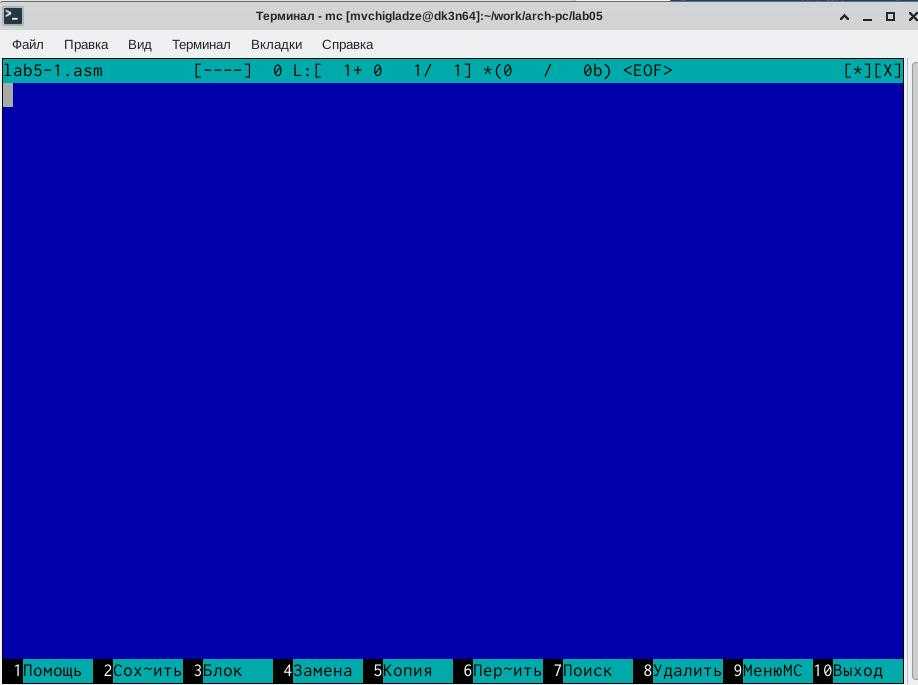 Терминал - mc [mvchigladze@dk3n64]:~/work/arch-pc/lab05
Файл Правка Вид Терминал Вкладки Справка
lab5-1.asm [----] 0 L:[ 1+ 0 1/ 1] *(0 / 0b) <EOF> [*][X]
1Помощь 2Сох~ить 3Блок 4Замена 5Копия 6Пер~ить 7Поиск 8Удалить 9МенюМС 10Выход